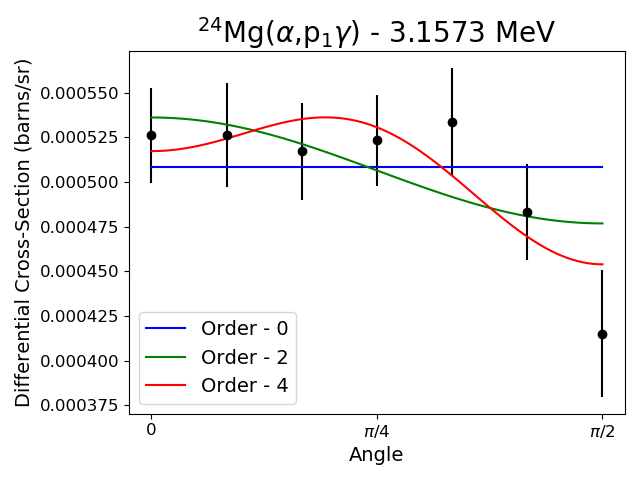 ²⁴Mg(α,p₁γ) - 3.1573 MeV
Differential Cross-Section (barns/sr)
0.000550
0.000525
0.000500
0.000475
0.000450
0.000425
0.000400
0.000375
Order - 0
Order - 2
Order - 4
0
π/4
π/2
Angle